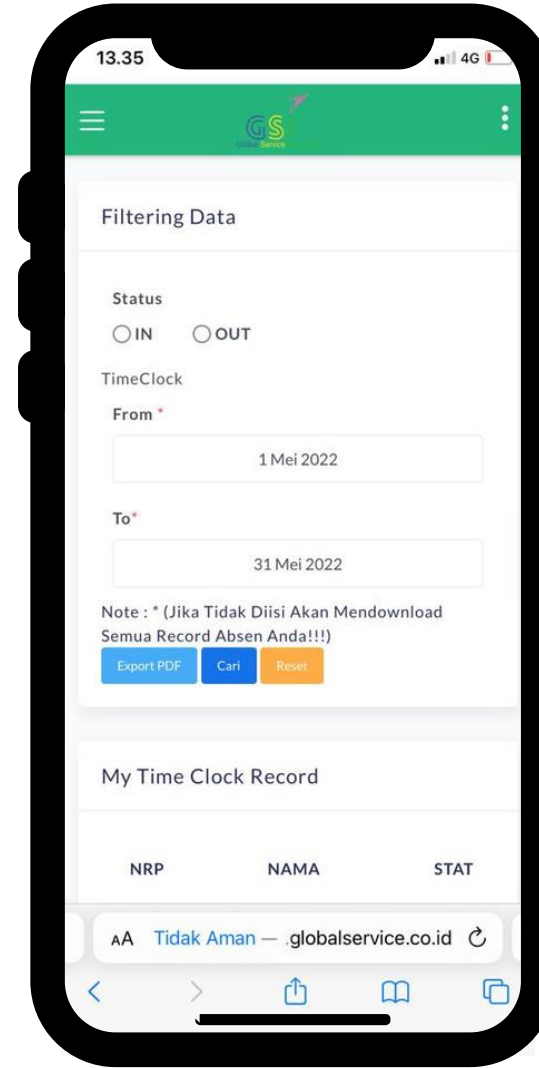 13.35
4G
GS
Global Service
Filtering Data
Status
IN OUT
TimeClock
From *
1 Mei 2022
To*
31 Mei 2022
Note : * (Jika Tidak Diisi Akan Mendownload
Semua Record Absen Anda!!!)
Export PDF Cari Reset
My Time Clock Record
NRP NAMA STAT
AA Tidak Aman — .globalservice.co.id